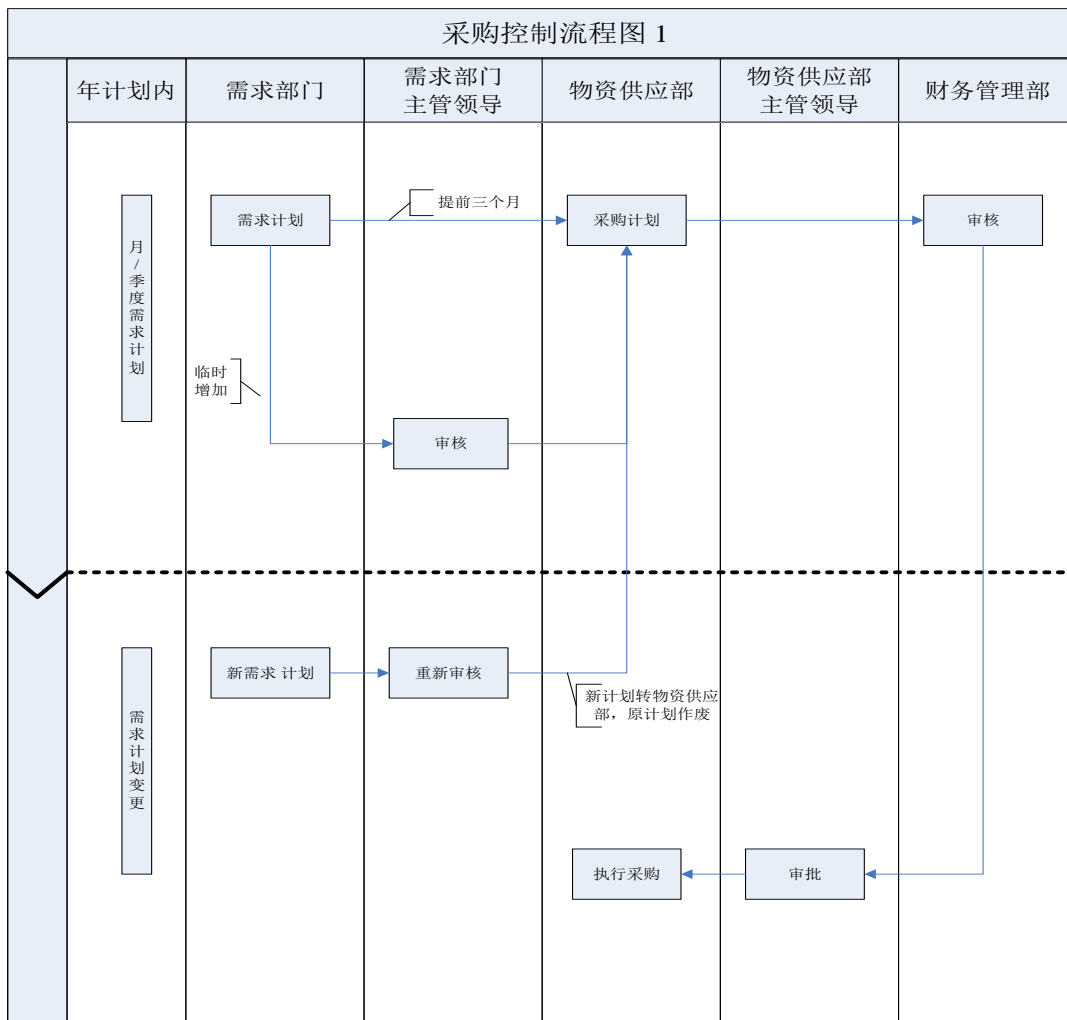 采购控制流程图 1
年计划内
需求部门
需求部门
主管领导
物资供应部
物资供应部
主管领导
财务管理部
月/季度需求计划
需求计划
提前三个月
采购计划
审核
临时
增加
审核
需求计划变更
新需求 计划
重新审核
新计划转物资供应
部，原计划作废
执行采购
审批